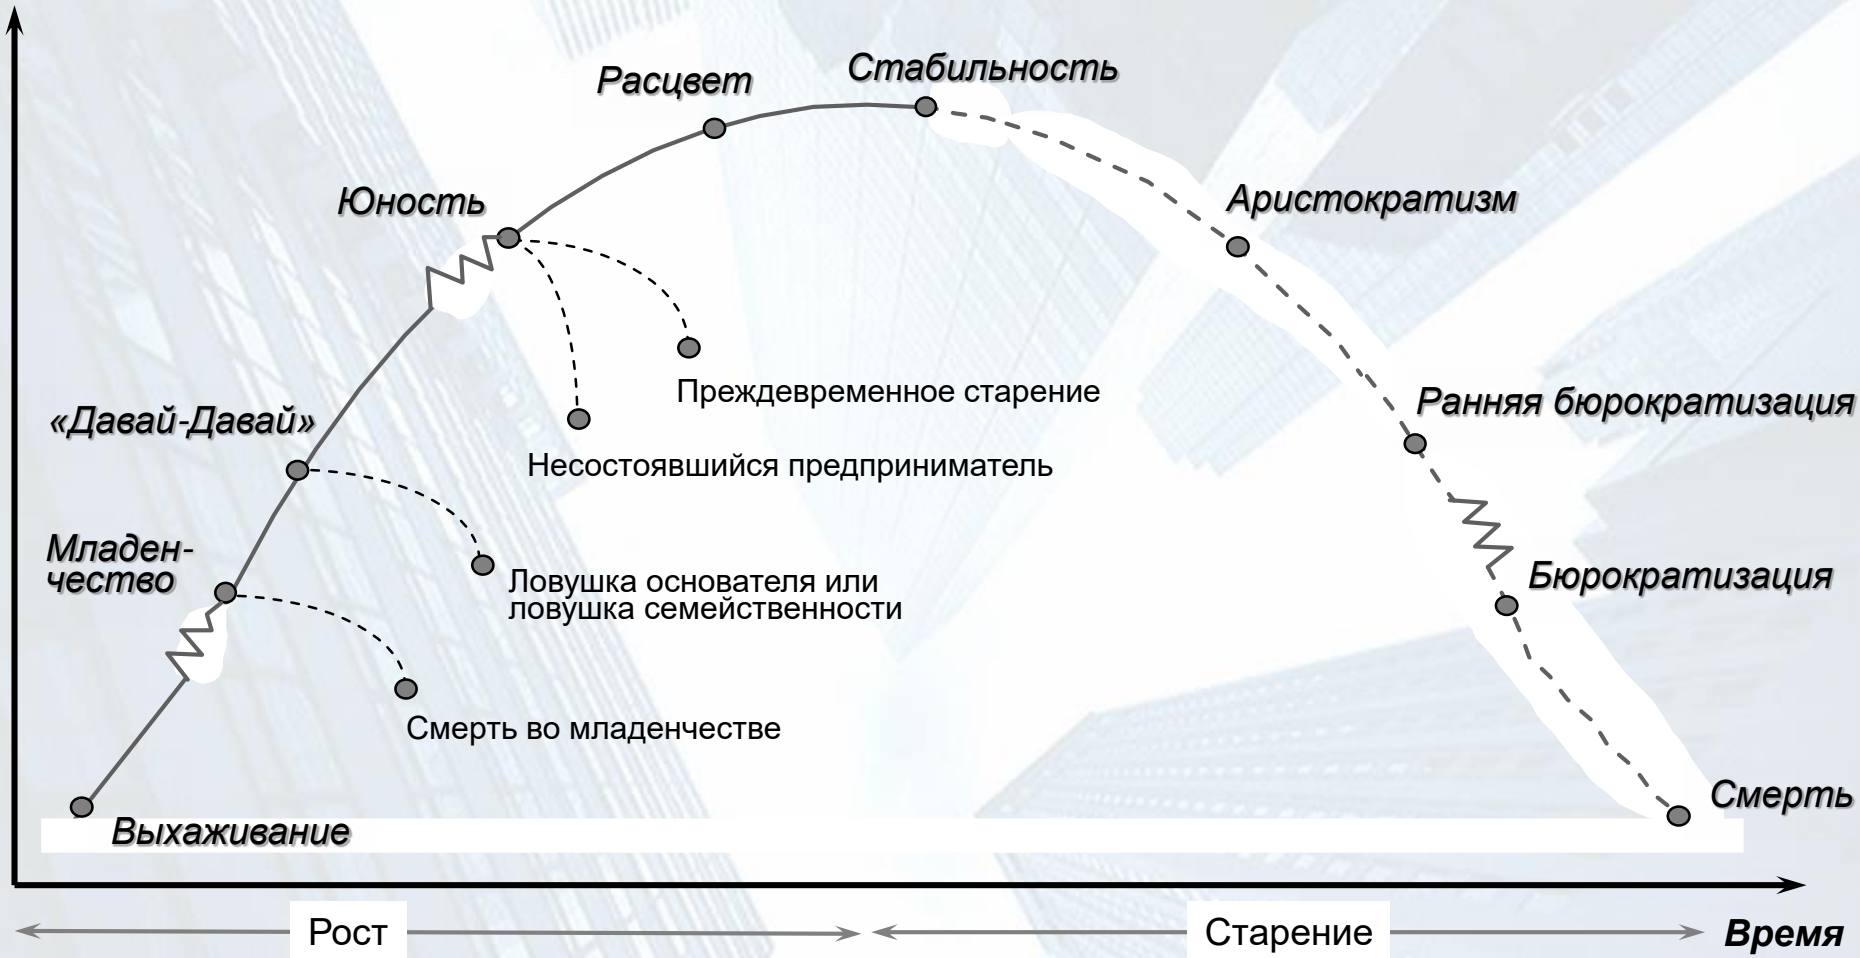 Стабильность
Расцвет
Юность
Аристократизм
Преждевременное старение
Ранняя бюрократизация
«Давай-Давай»
Несостоявшийся предприниматель
Младен-
чество
Ловушка основателя или
ловушка семейственности
Бюрократизация
Смерть во младенчестве
Смерть
Выхаживание
Рост
Старение
Время